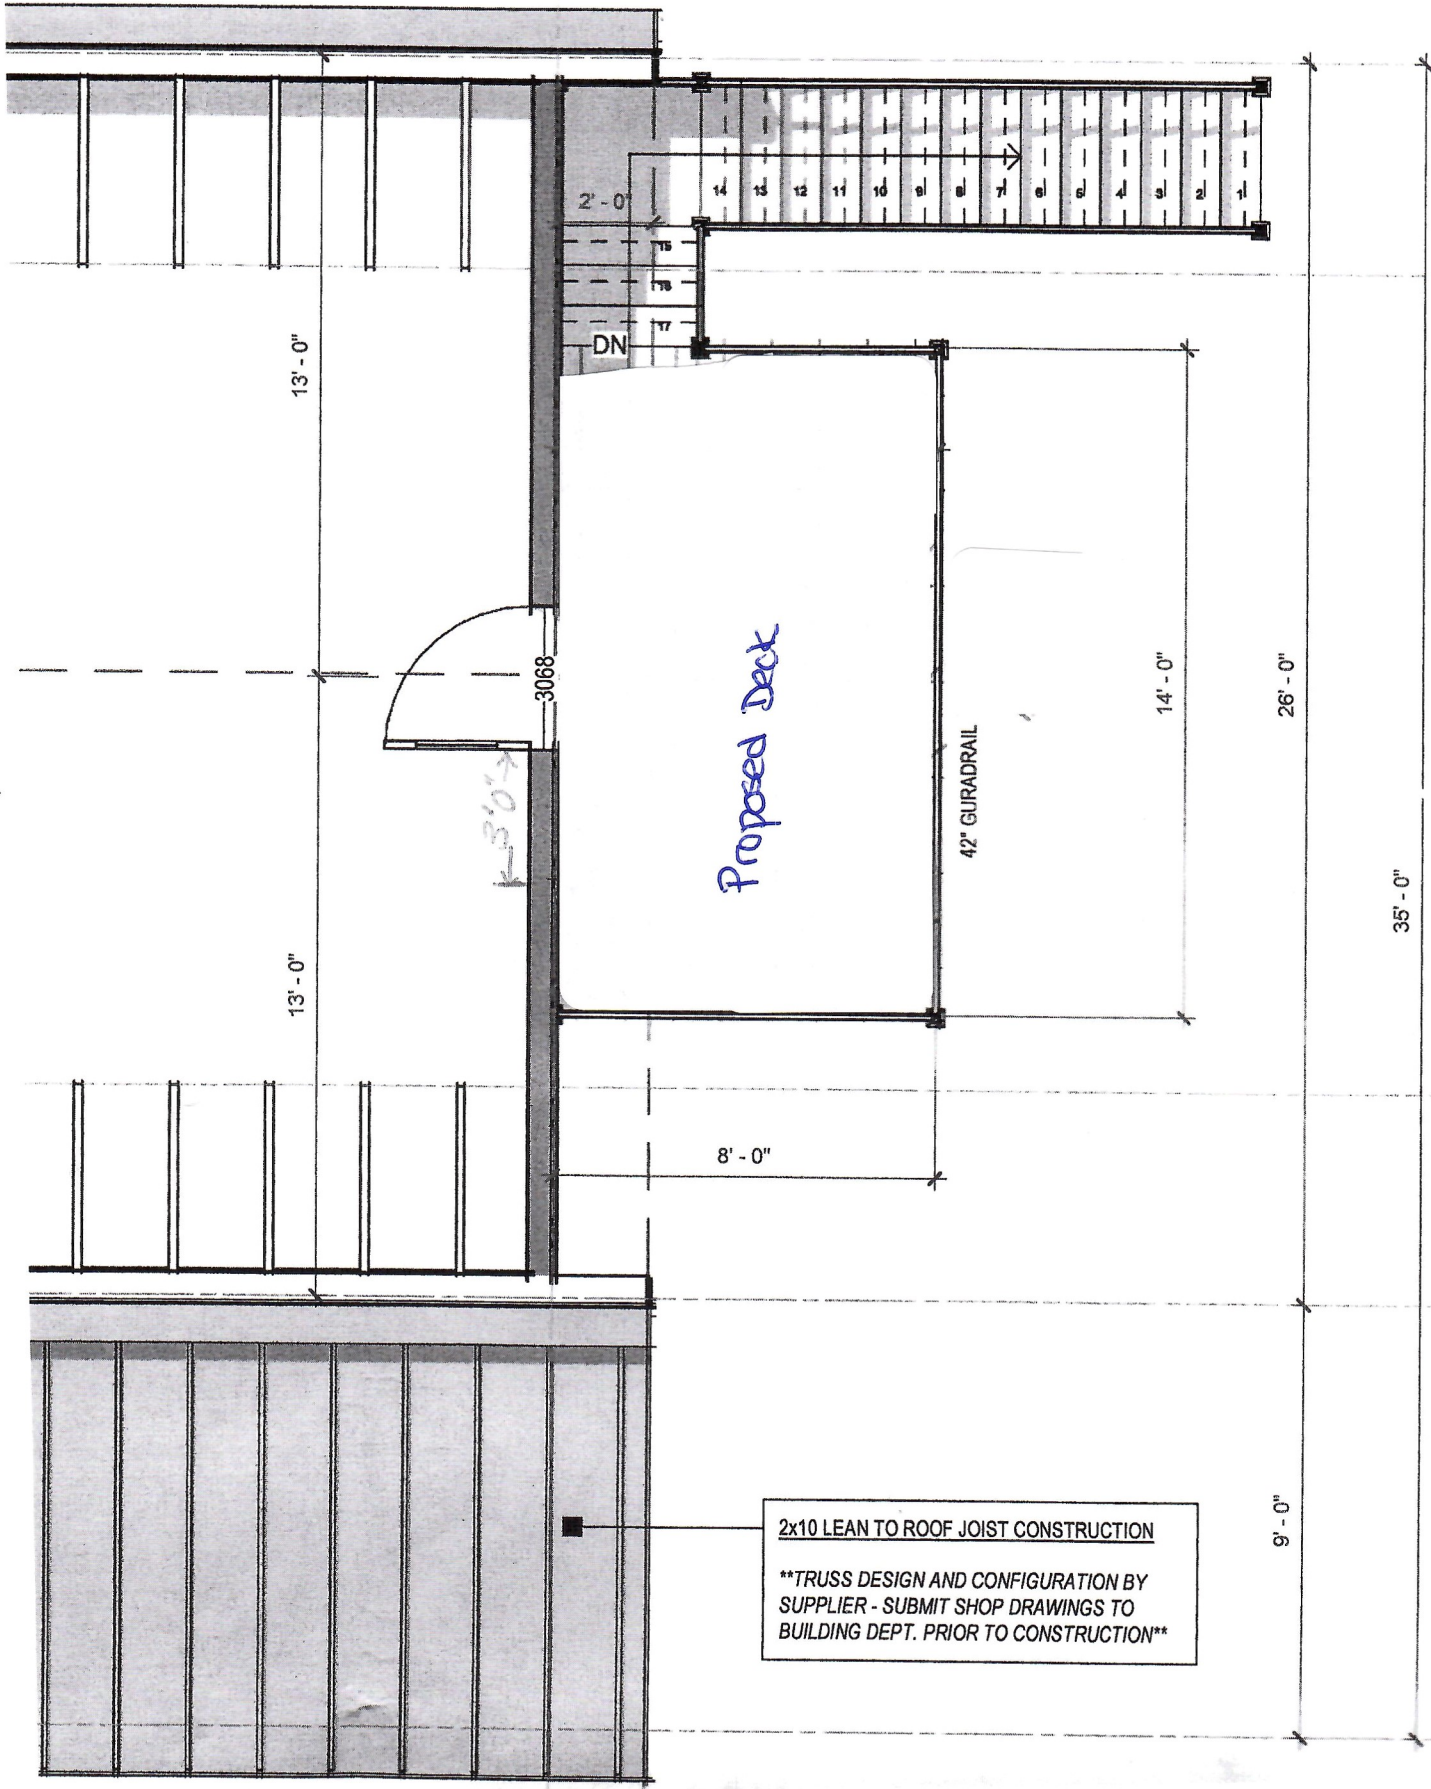 2' - 0"
14
13
12
11
10
9
8
7
6
5
4
3
2
1
15
16
17
DN
13' - 0"
3068
3'0"
Proposed Deck
42" GURADRAIL
14' - 0"
26' - 0"
35' - 0"
13' - 0"
8' - 0"
9' - 0"
2x10 LEAN TO ROOF JOIST CONSTRUCTION
**TRUSS DESIGN AND CONFIGURATION BY
SUPPLIER - SUBMIT SHOP DRAWINGS TO
BUILDING DEPT. PRIOR TO CONSTRUCTION**